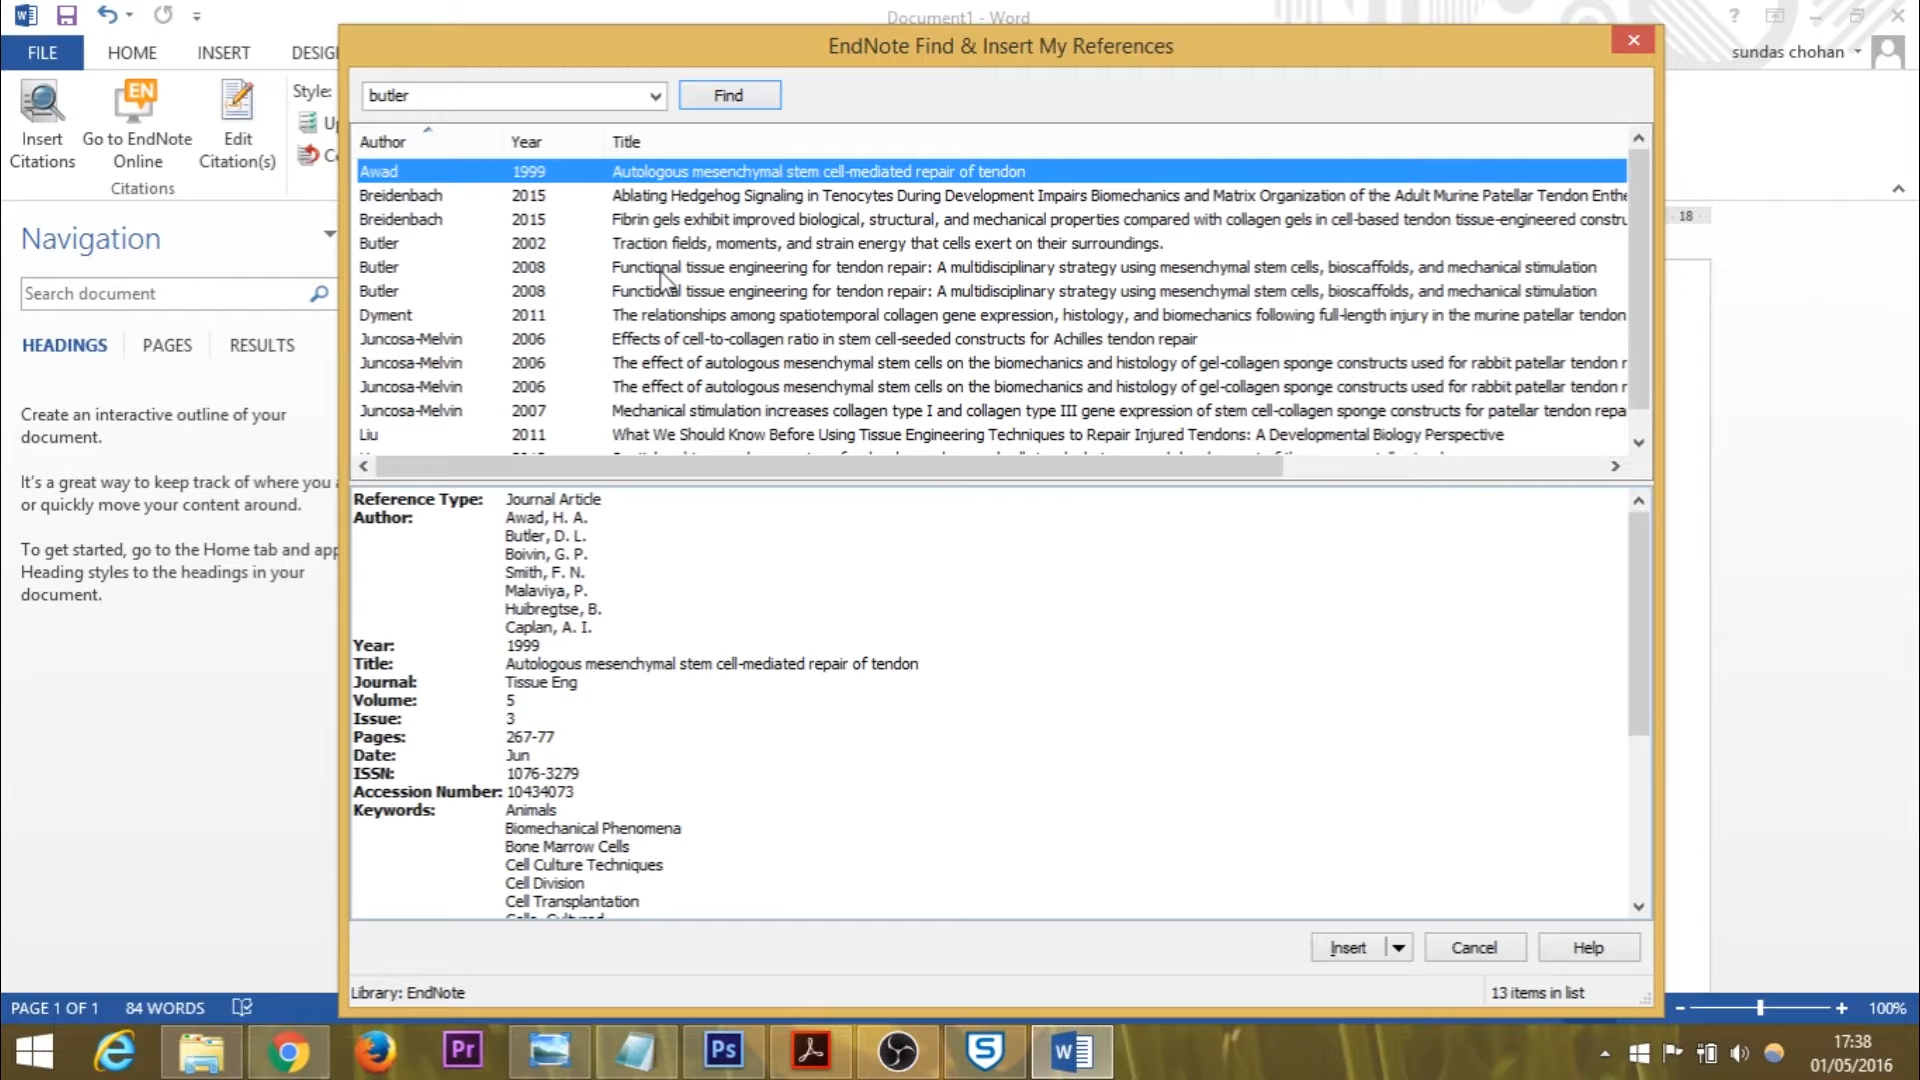 Document1 - Word
FILE HOME INSERT DESIG
sundas chohan
Insert Citations
Go to EndNote Online
Edit Citation(s)
Style:
Citations
EndNote Find & Insert My References
butler
Find
Author Year Title
Awad 1999 Autologous mesenchymal stem cell-mediated repair of tendon
Breidenbach 2015 Ablating Hedgehog Signaling in Tenocytes During Development Impairs Biomechanics and Matrix Organization of the Adult Murine Patellar Tendon Enthe
Breidenbach 2015 Fibrin gels exhibit improved biological, structural, and mechanical properties compared with collagen gels in cell-based tendon tissue-engineered constru
Butler 2002 Traction fields, moments, and strain energy that cells exert on their surroundings.
Butler 2008 Functional tissue engineering for tendon repair: A multidisciplinary strategy using mesenchymal stem cells, bioscaffolds, and mechanical stimulation
Butler 2008 Functional tissue engineering for tendon repair: A multidisciplinary strategy using mesenchymal stem cells, bioscaffolds, and mechanical stimulation
Dyment 2011 The relationships among spatiotemporal collagen gene expression, histology, and biomechanics following full-length injury in the murine patellar tendon
Juncosa-Melvin 2006 Effects of cell-to-collagen ratio in stem cell-seeded constructs for Achilles tendon repair
Juncosa-Melvin 2006 The effect of autologous mesenchymal stem cells on the biomechanics and histology of gel-collagen sponge constructs used for rabbit patellar tendon r
Juncosa-Melvin 2006 The effect of autologous mesenchymal stem cells on the biomechanics and histology of gel-collagen sponge constructs used for rabbit patellar tendon r
Juncosa-Melvin 2007 Mechanical stimulation increases collagen type I and collagen type III gene expression of stem cell-collagen sponge constructs for patellar tendon repa
Liu 2011 What We Should Know Before Using Tissue Engineering Techniques to Repair Injured Tendons: A Developmental Biology Perspective
Reference Type: Journal Article
Author: Awad, H. A.
Butler, D. L.
Boivin, G. P.
Smith, F. N.
Malaviya, P.
Huibregtse, B.
Caplan, A. I.
Year: 1999
Title: Autologous mesenchymal stem cell-mediated repair of tendon
Journal: Tissue Eng
Volume: 5
Issue: 3
Pages: 267-77
Date: Jun
ISSN: 1076-3279
Accession Number: 10434073
Keywords: Animals
Biomechanical Phenomena
Bone Marrow Cells
Cell Culture Techniques
Cell Division
Cell Transplantation
Insert Cancel Help
Library: EndNote
13 items in list
18
Navigation
Search document
HEADINGS PAGES RESULTS
Create an interactive outline of your
document.
It's a great way to keep track of where you a
or quickly move your content around.
To get started, go to the Home tab and app
Heading styles to the headings in your
document.
PAGE 1 OF 1 84 WORDS
100%
17:38
01/05/2016